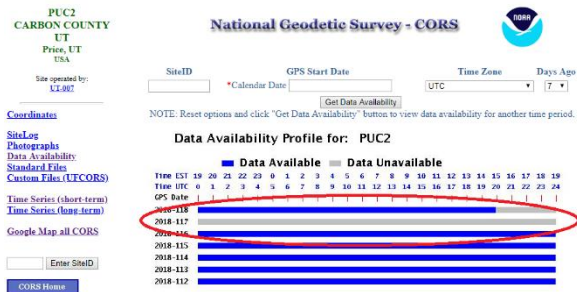 PUC2
CARBON COUNTY
UT
Price, UT
USA
Site operated by:
UT-007
Coordinates
SiteLog
Photographs
Data Availability
Standard Files
Custom Files (UFCORS)
Time Series (short-term)
Time Series (long-term)
Google Map all CORS
Enter SiteID
CORS Home
National Geodetic Survey - CORS
NOAA
SiteID GPS Start Date Time Zone Days Ago
*Calendar Date UTC 7
Get Data Availability
NOTE: Reset options and click "Get Data Availability" button to view data availability for another time period.
Data Availability Profile for: PUC2
Data Available Data Unavailable
Time EST 19 20 21 22 23 0 1 2 3 4 5 6 7 8 9 10 11 12 13 14 15 16 17 18 19
Time UTC 0 1 2 3 4 5 6 7 8 9 10 11 12 13 14 15 16 17 18 19 20 21 22 23 24
GPS Date
2018-118
2018-117
2018-116
2018-115
2018-114
2018-113
2018-112